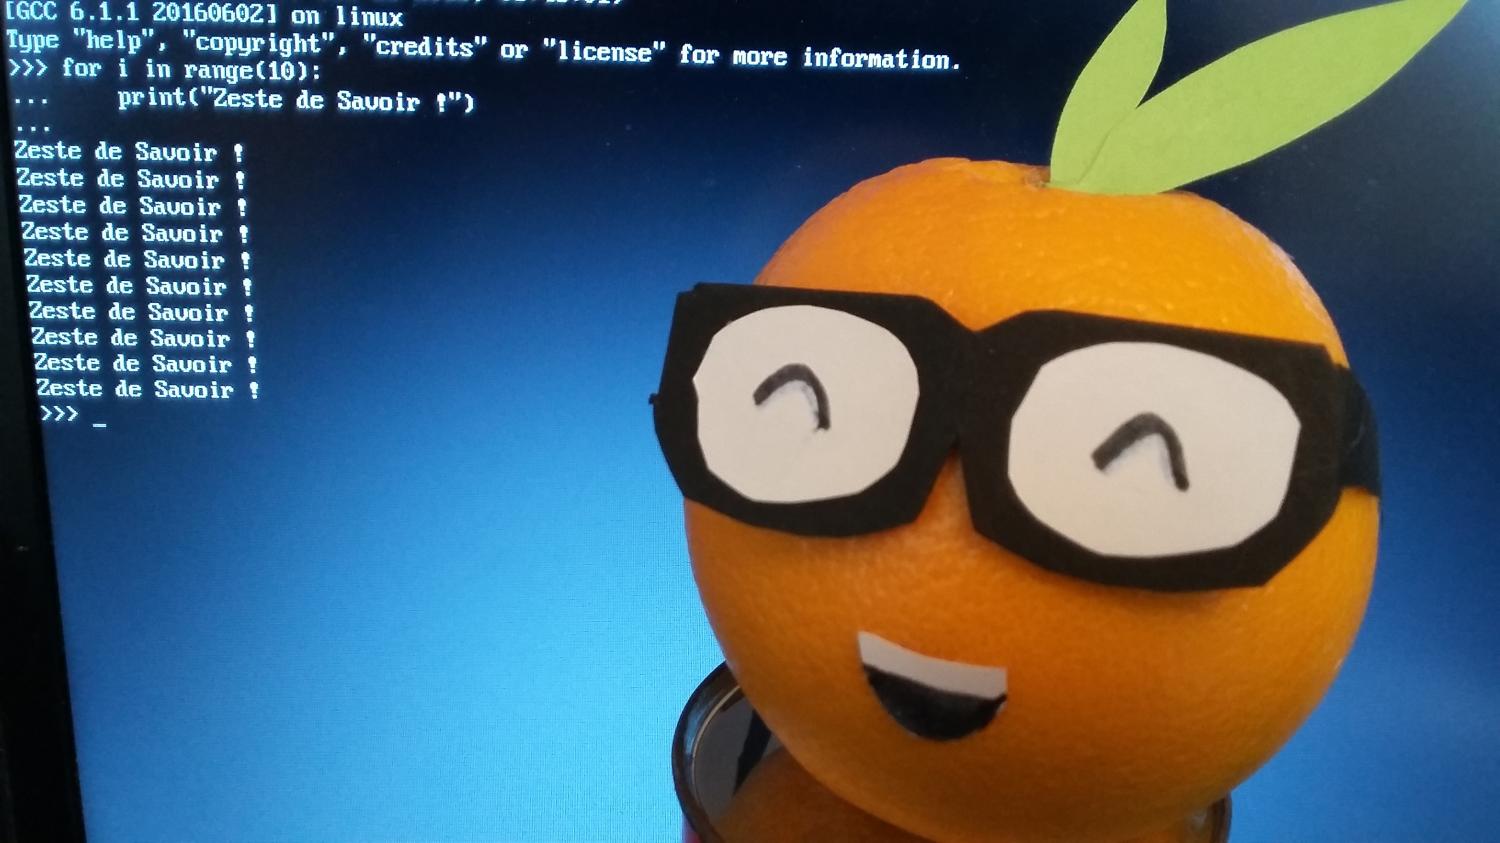 [GCC 6.1.1 20160602] on linux
Type "help", "copyright", "credits" or "license" for more information.
>>> for i in range(10):
...     print("Zeste de Savoir !")
...
Zeste de Savoir !
Zeste de Savoir !
Zeste de Savoir !
Zeste de Savoir !
Zeste de Savoir !
Zeste de Savoir !
Zeste de Savoir !
Zeste de Savoir !
Zeste de Savoir !
Zeste de Savoir !
>>> _